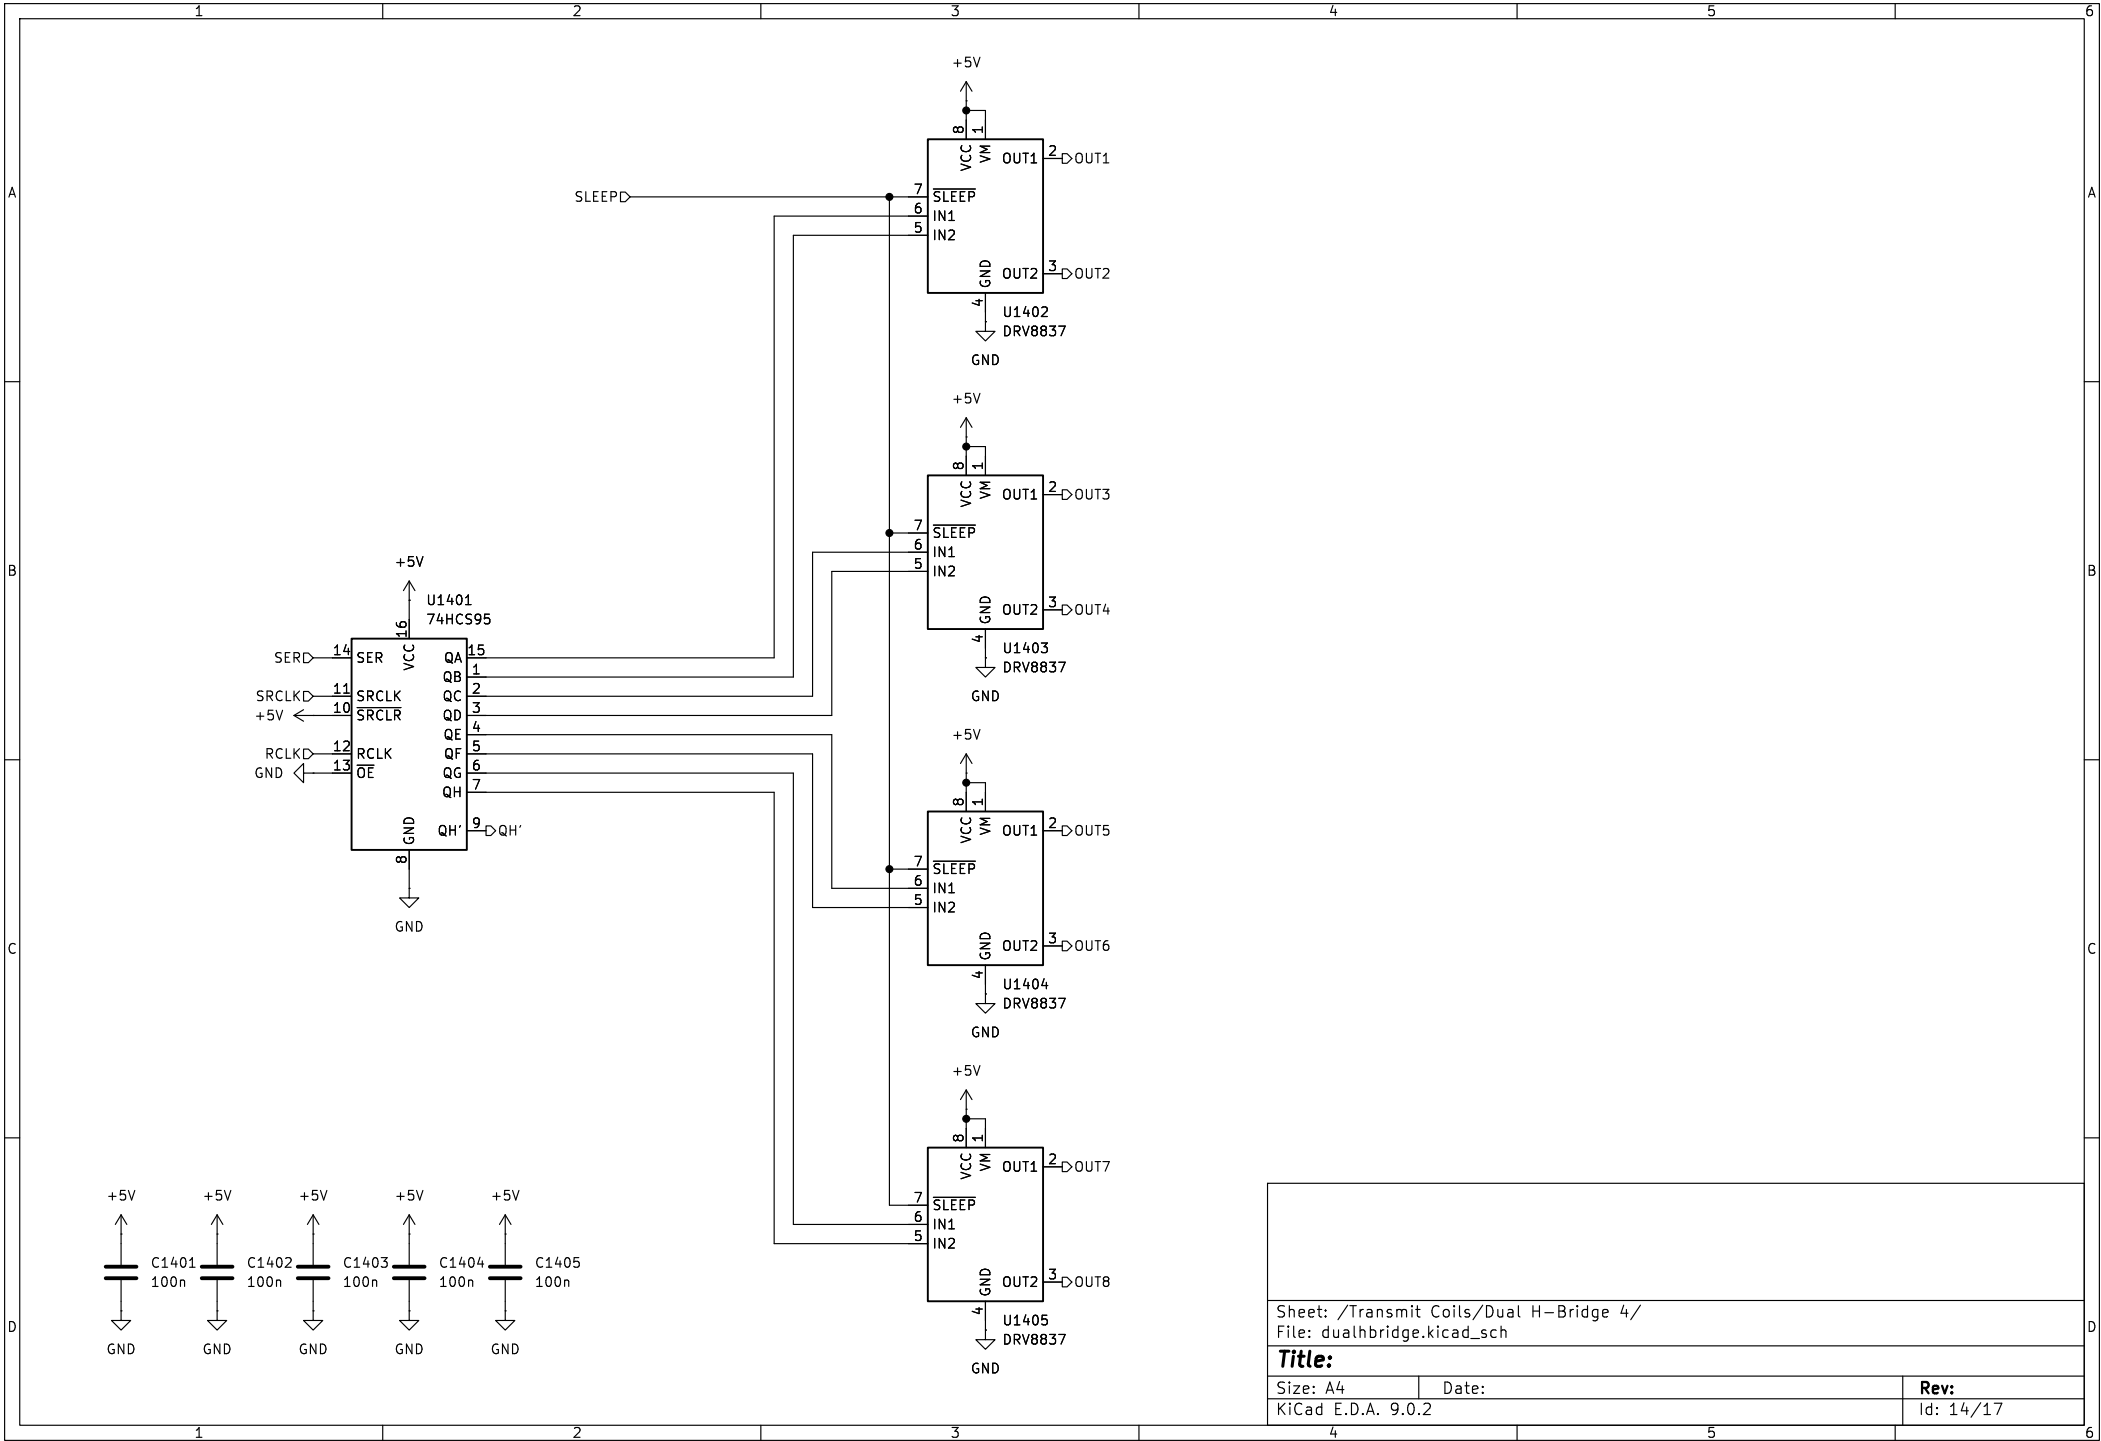 1 2 3 4 5 6
A A
B B
C C
D D
+5V
8 1
VCC VM
OUT1 2 OUT1
SLEEP
7 SLEEP
6 IN1
5 IN2
GND
OUT2 3 OUT2
4
U1402
DRV8837
GND
+5V
8 1
VCC VM
OUT1 2 OUT3
7 SLEEP
6 IN1
5 IN2
GND
OUT2 3 OUT4
4
U1403
DRV8837
GND
+5V
U1401
74HCS95
16
VCC
SER 14 SER
QA 15
QB 1
SRCLK 11 SRCLK
QC 2
+5V 10 SRCLR
QD 3
QE 4
RCLK 12 RCLK
QF 5
GND 13 OE
QG 6
QH 7
GND
QH' 9 QH'
8
GND
+5V
8 1
VCC VM
OUT1 2 OUT5
7 SLEEP
6 IN1
5 IN2
GND
OUT2 3 OUT6
4
U1404
DRV8837
GND
+5V
8 1
VCC VM
OUT1 2 OUT7
7 SLEEP
6 IN1
5 IN2
GND
OUT2 3 OUT8
4
U1405
DRV8837
GND
+5V +5V +5V +5V +5V
C1401 C1402 C1403 C1404 C1405
100n 100n 100n 100n 100n
GND GND GND GND GND
Sheet: /Transmit Coils/Dual H-Bridge 4/
File: dualhbridge.kicad_sch
Title:
Size: A4 Date: Rev:
KiCad E.D.A. 9.0.2 Id: 14/17
1 2 3 4 5 6